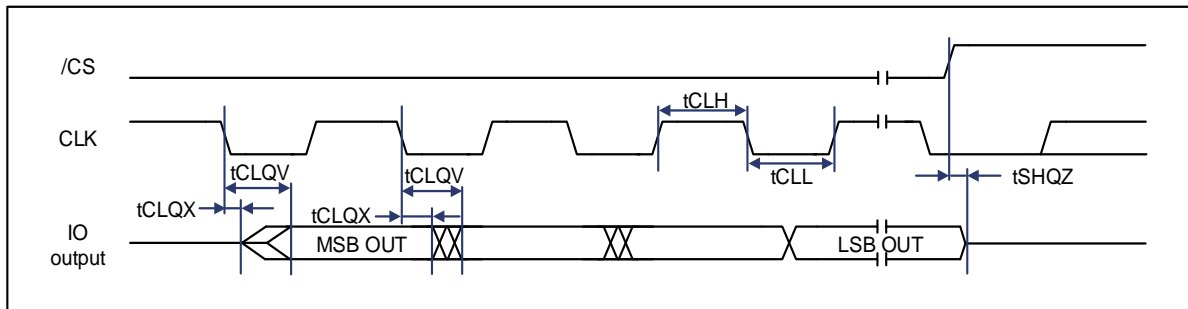 /CS
tCLH
CLK
tCLQV
tCLQV
tCLL
tSHQZ
tCLQX
tCLQX
IO
output
MSB OUT
LSB OUT